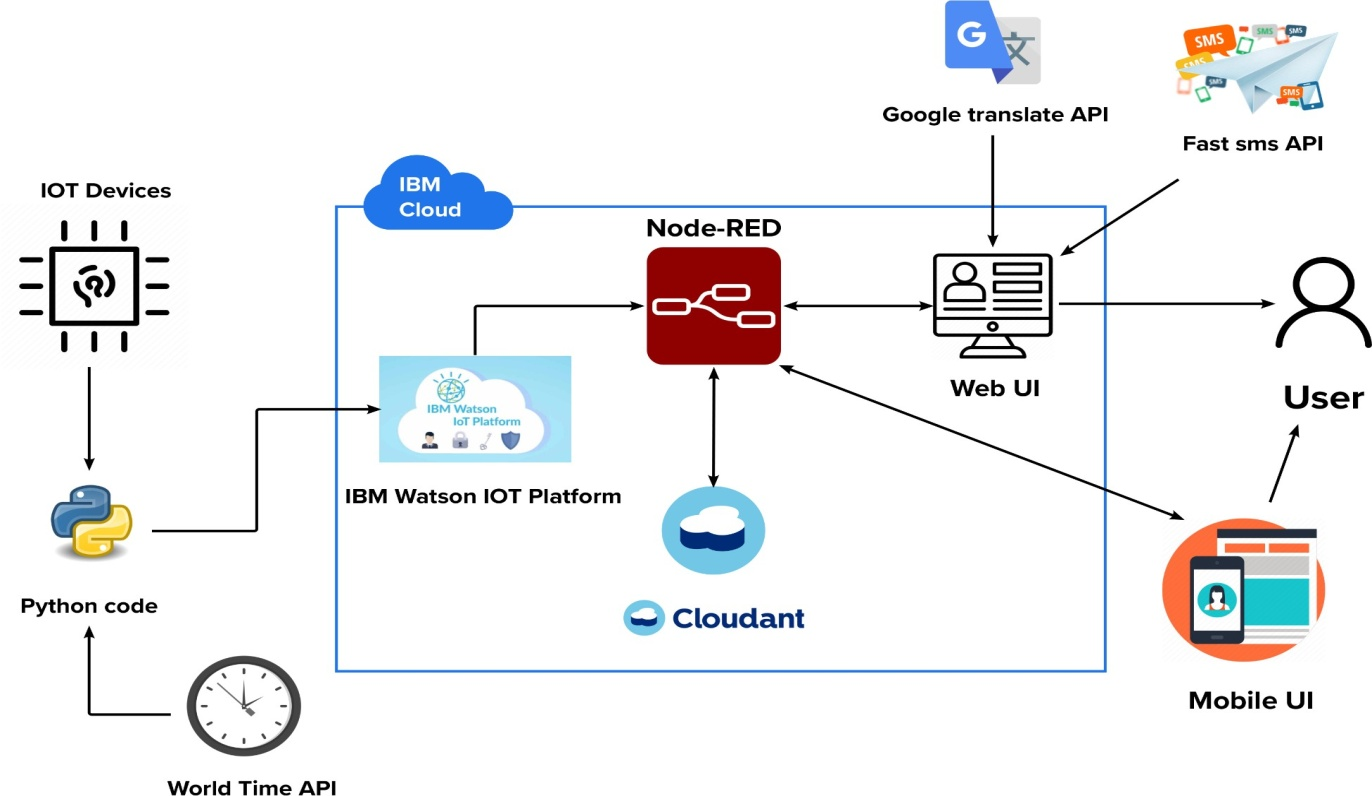 Google translate API
SMS
SMS
SMS
SMS
SMS
SMS
Fast sms API
G
文
IOT Devices
IBM
Cloud
Node-RED
IBM Watson
IoT Platform
IBM Watson IOT Platform
Web UI
User
Python code
Cloudant
Mobile UI
World Time API